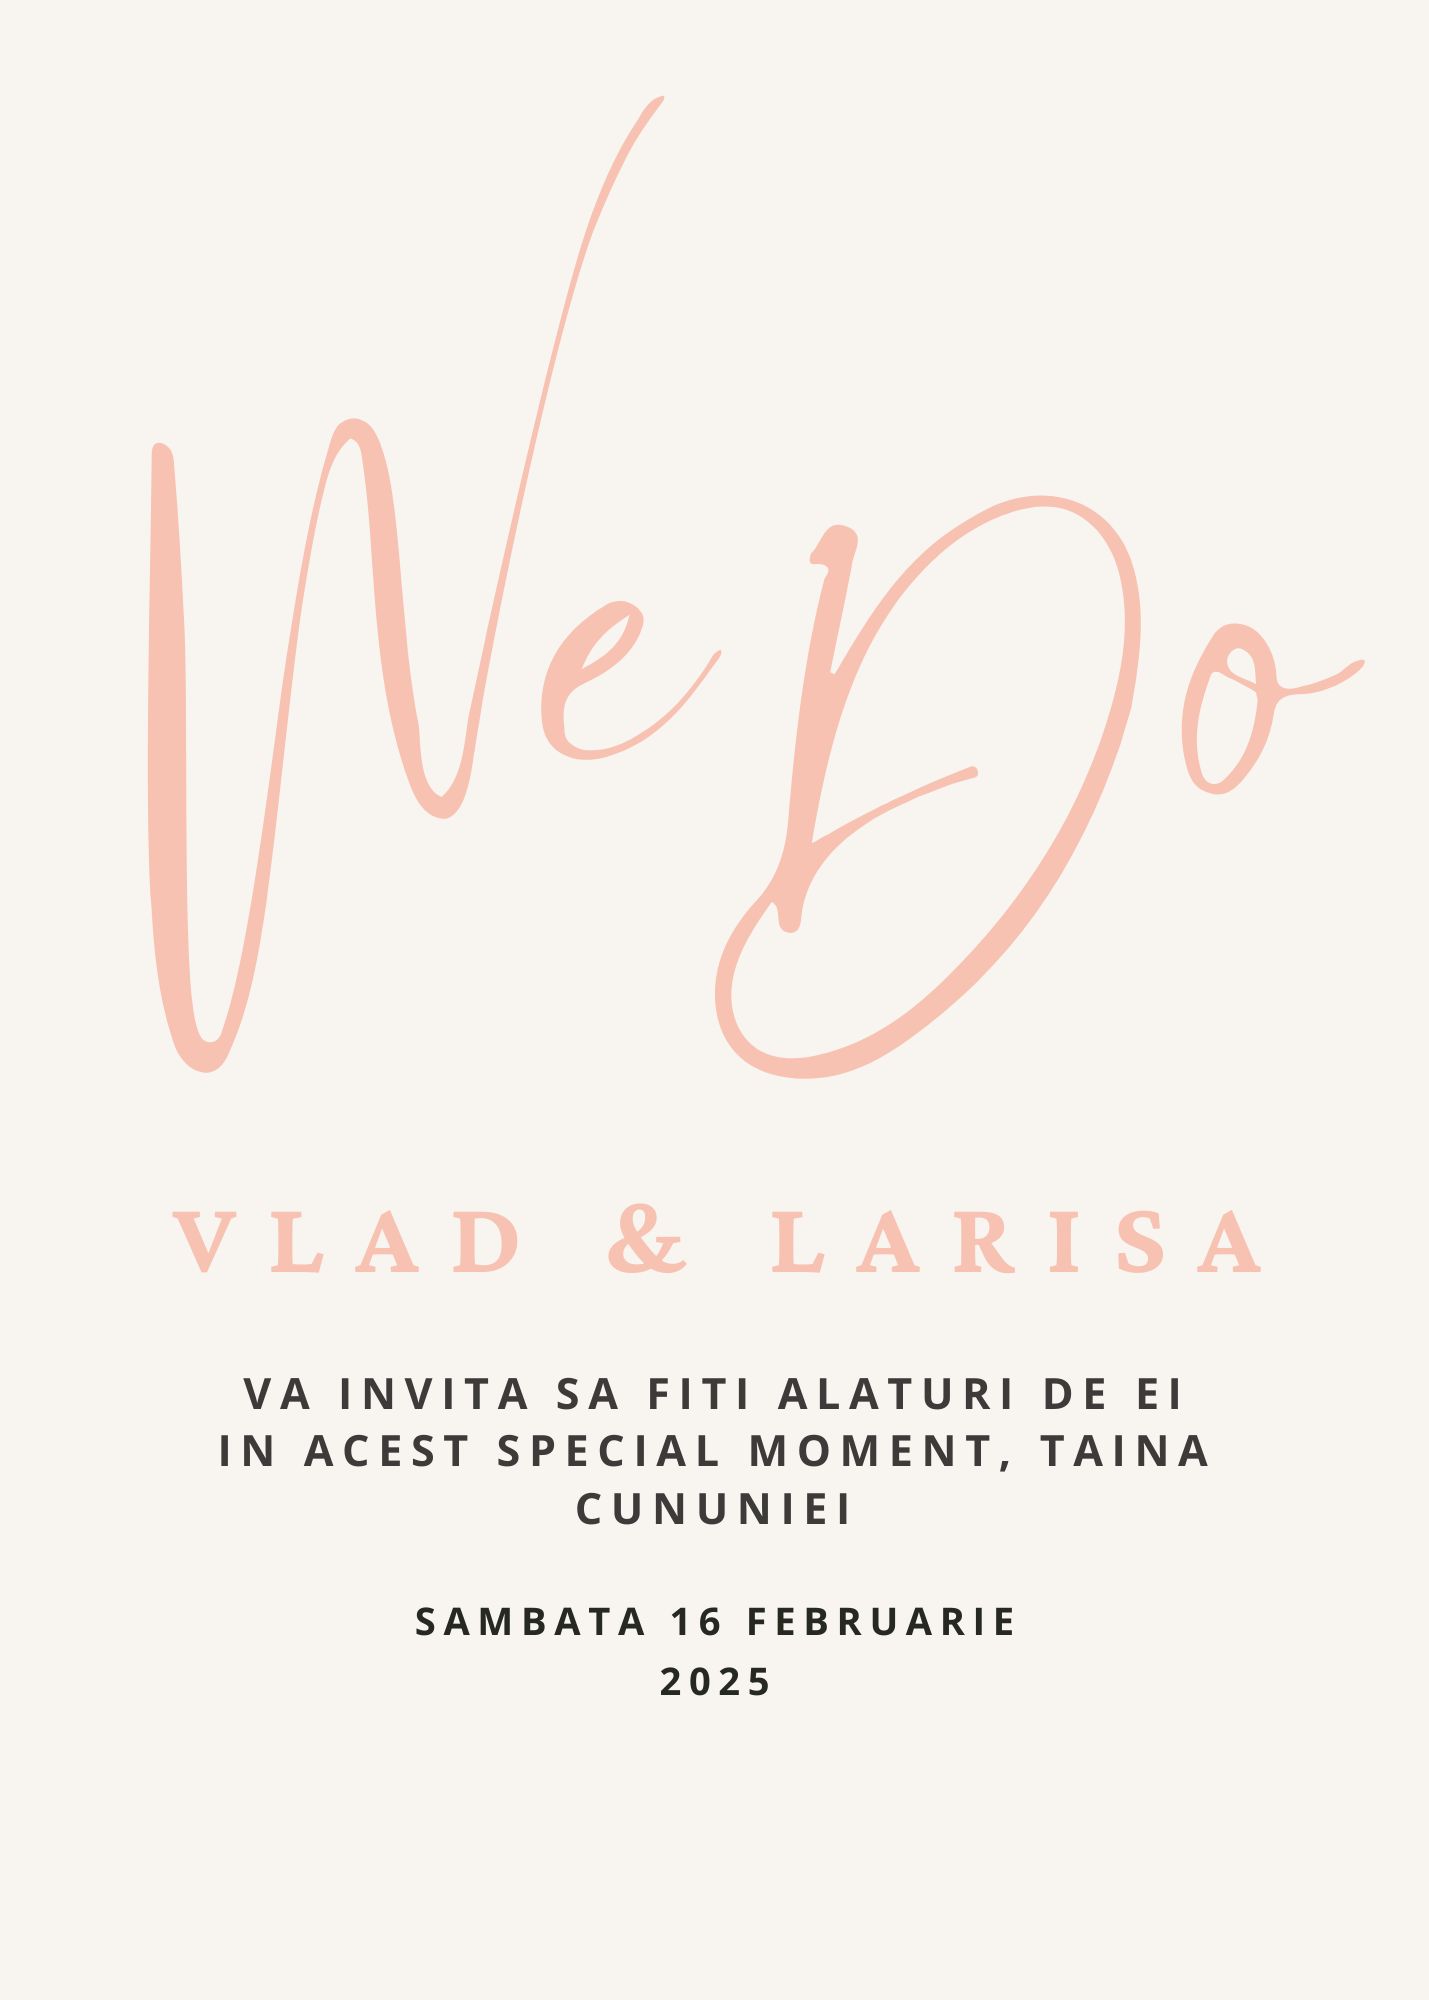 We Do
VLAD & LARISA
VA INVITA SA FITI ALATURI DE EI
IN ACEST SPECIAL MOMENT, TAINA
CUNUNIEI
SAMBATA 16 FEBRUARIE
2025